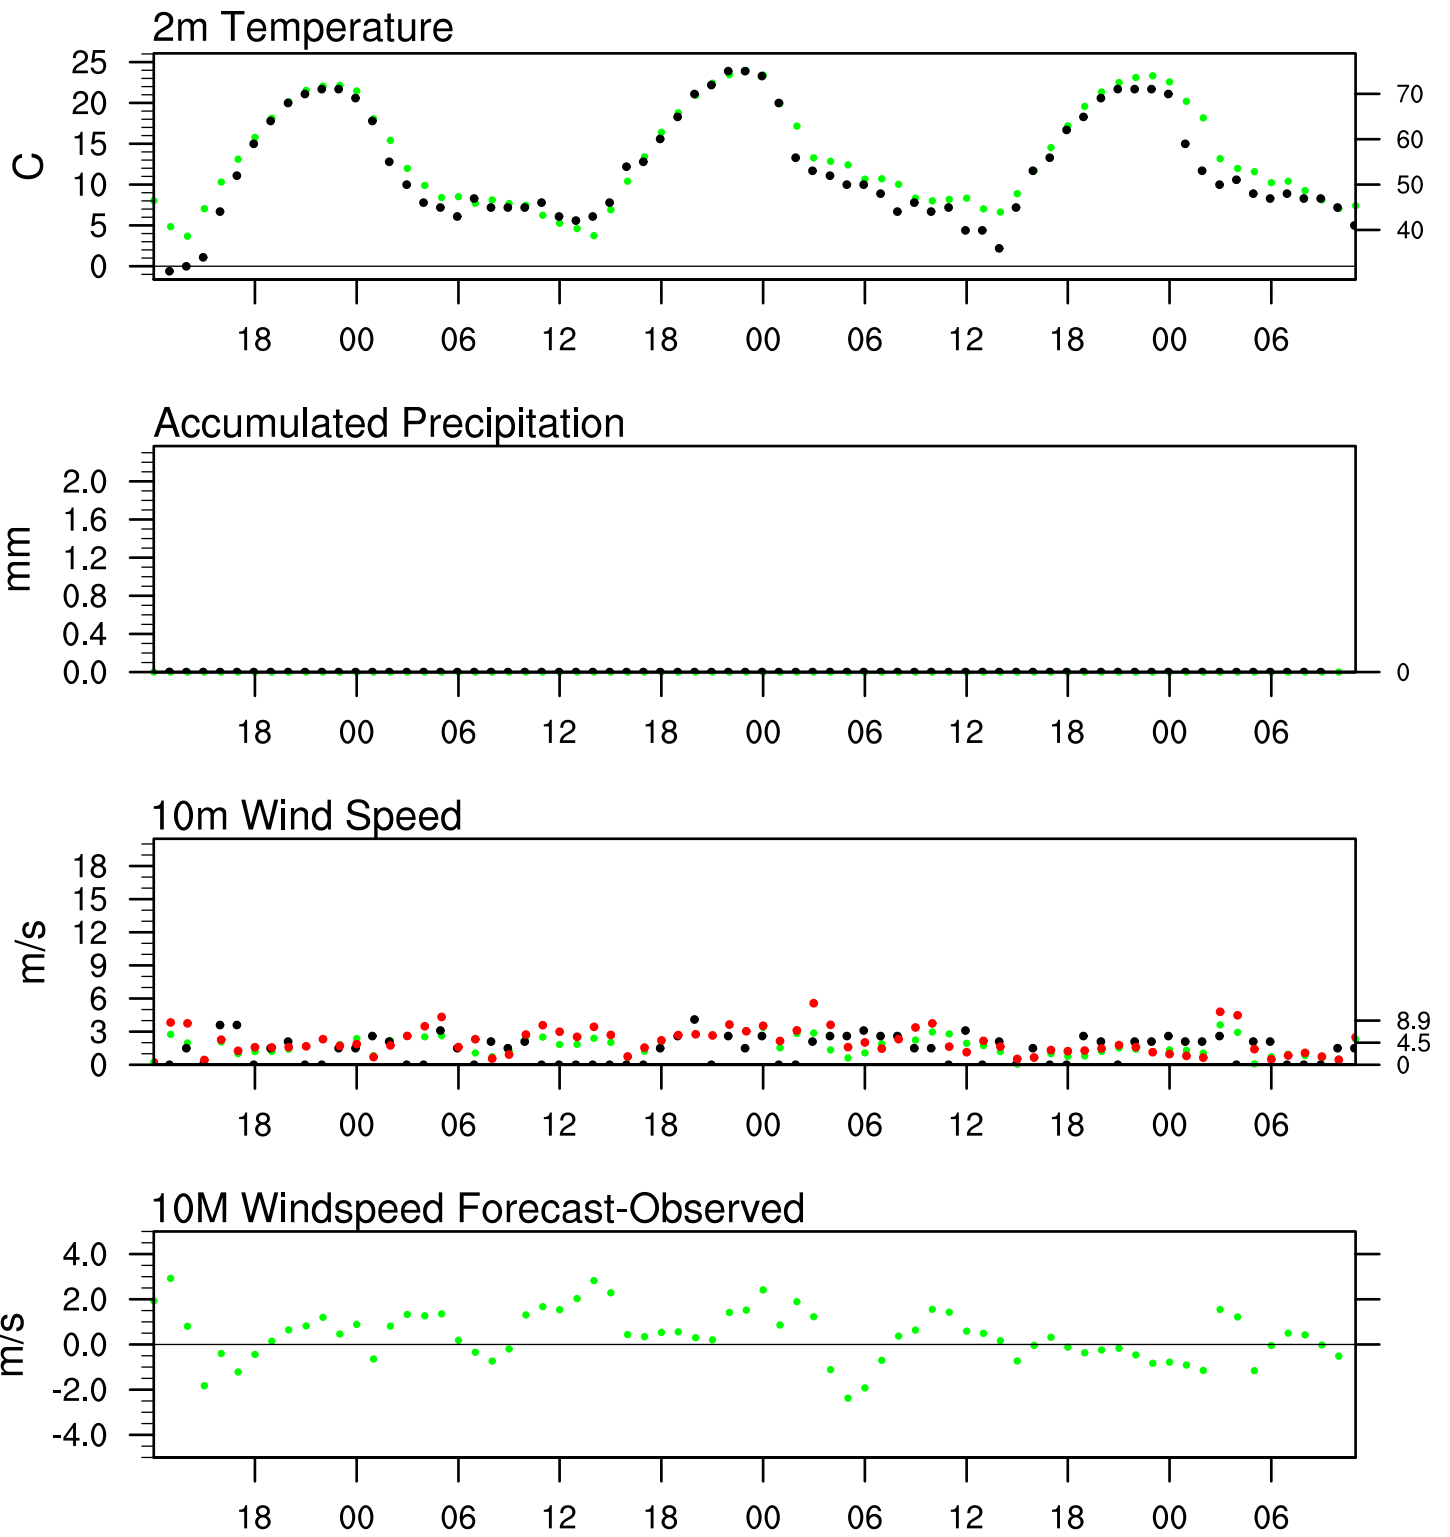 2m Temperature
25
20
15
10
5
0
C
70
60
50
40
18 00 06 12 18 00 06 12 18 00 06
Accumulated Precipitation
2.0
1.6
1.2
0.8
0.4
0.0
mm
0
18 00 06 12 18 00 06 12 18 00 06
10m Wind Speed
18
15
12
9
6
3
0
m/s
8.9
4.5
0
18 00 06 12 18 00 06 12 18 00 06
10M Windspeed Forecast-Observed
4.0
2.0
0.0
-2.0
-4.0
m/s
18 00 06 12 18 00 06 12 18 00 06